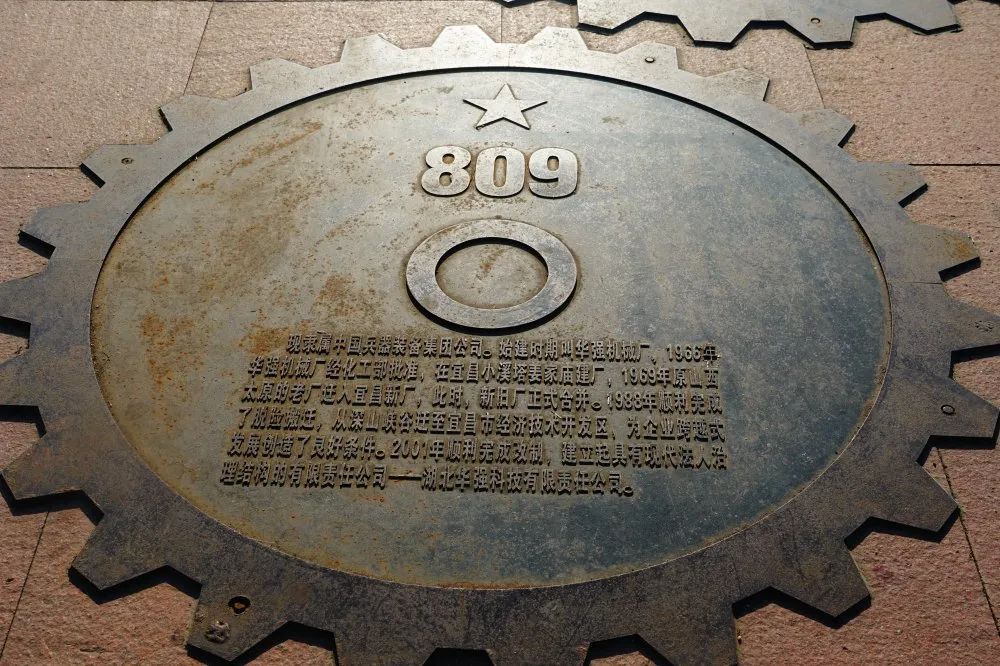 809
现隶属中国兵器装备集团公司。始建时期叫华强机械厂，1966年
华强机械厂经化工部批准，在宜昌小溪塔姜家庙建厂，1969年原山西
太原的老厂迁入宜昌新厂，此时，新旧厂正式合并。1988年顺利完成
了脱险搬迁，从深山峡谷迁至宜昌市经济技术开发区，为企业跨越式
发展创造了良好条件。2001年顺利完成改制，建立起具有现代法人治
理结构的有限责任公司——湖北华强科技有限责任公司。